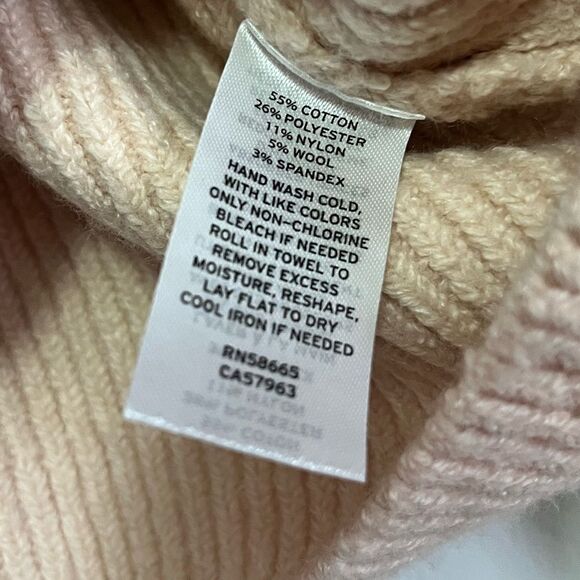 55% COTTON
26% POLYESTER
11% NYLON
5% WOOL
3% SPANDEX
HAND WASH COLD,
WITH LIKE COLORS
ONLY NON-CHLORINE
BLEACH IF NEEDED
ROLL IN TOWEL TO
REMOVE EXCESS
MOISTURE, RESHAPE,
LAY FLAT TO DRY
COOL IRON IF NEEDED
RN58665
CA57963